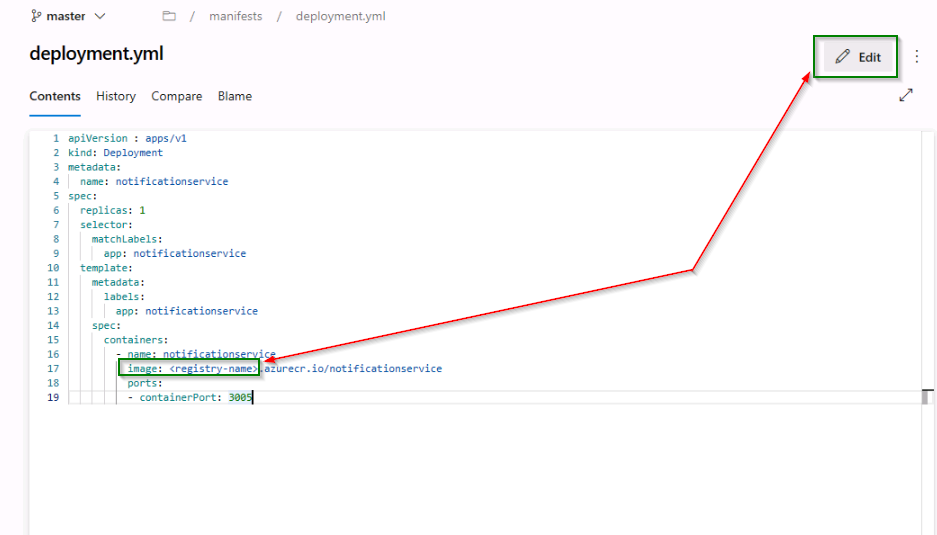 master / manifests / deployment.yml
deployment.yml
Edit
Contents History Compare Blame
1 apiVersion : apps/v1
2 kind: Deployment
3 metadata:
4 name: notificationservice
5 spec:
6 replicas: 1
7 selector:
8 matchLabels:
9 app: notificationservice
10 template:
11 metadata:
12 labels:
13 app: notificationservice
14 spec:
15 containers:
16 - name: notificationservice
17 image: <registry-name>.azurecr.io/notificationservice
18 ports:
19 - containerPort: 3005